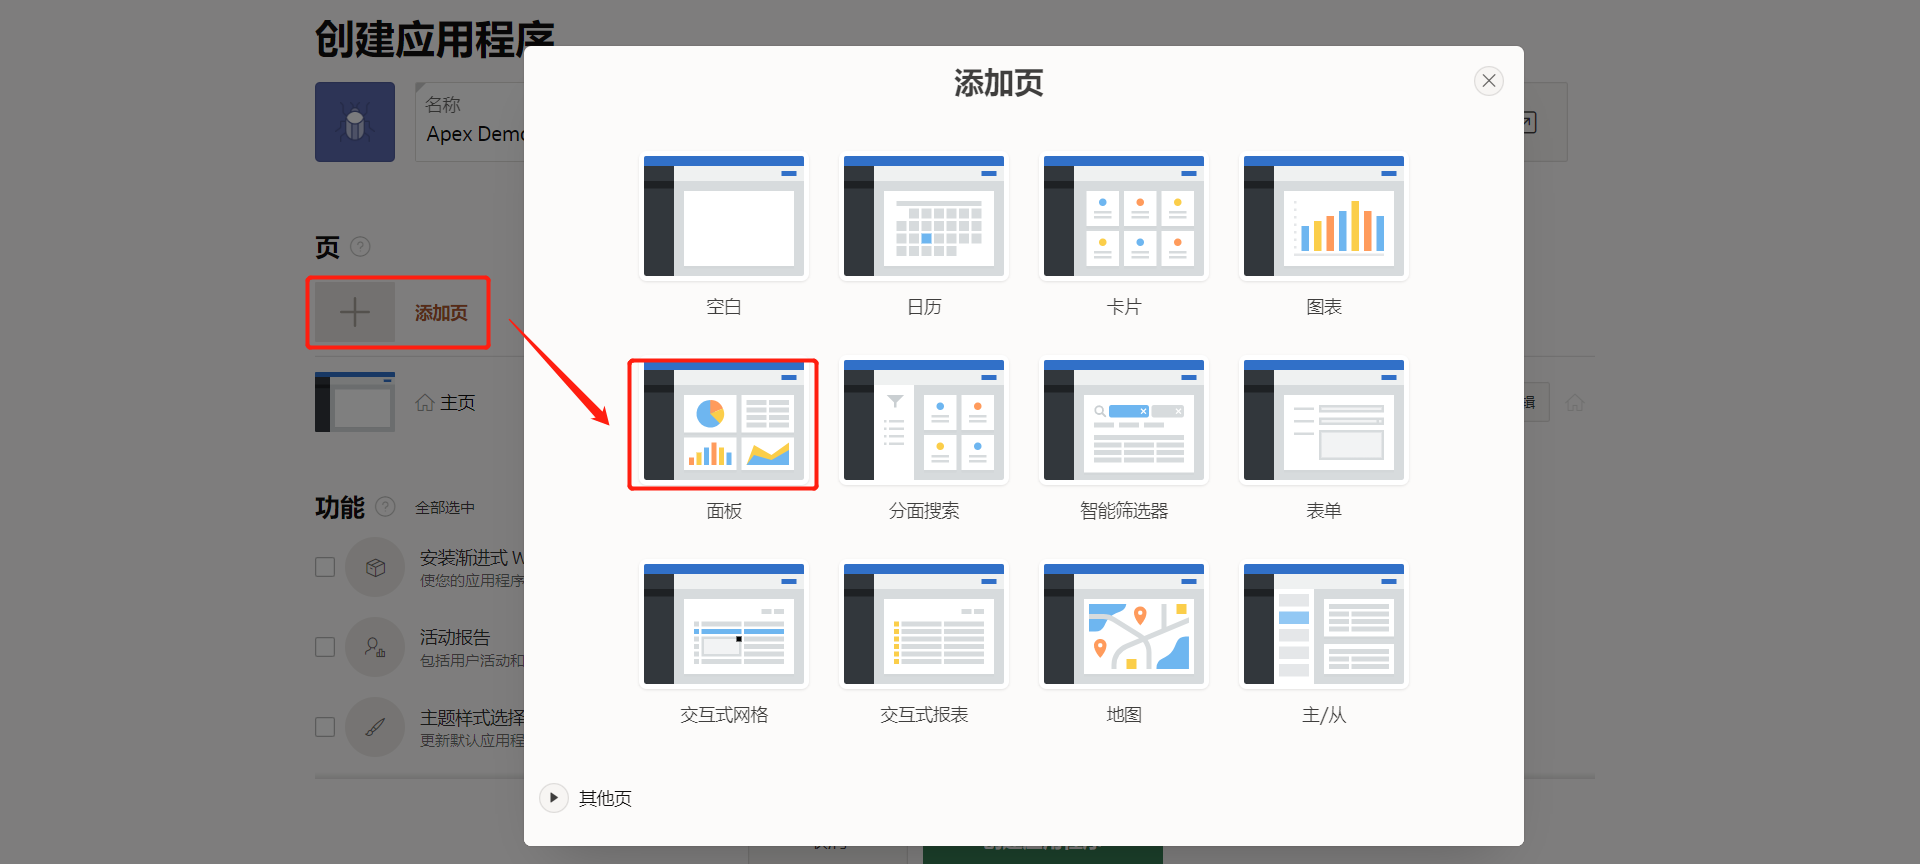 创建应用程序
名称
Apex Demo
页
添加页
主页
功能
全部选中
安装渐进式 W
使您的应用程序
活动报告
包括用户活动和
主题样式选择
更新默认应用程
添加页
空白
日历
卡片
图表
面板
分面搜索
智能筛选器
表单
交互式网格
交互式报表
地图
主/从
其他页
辑